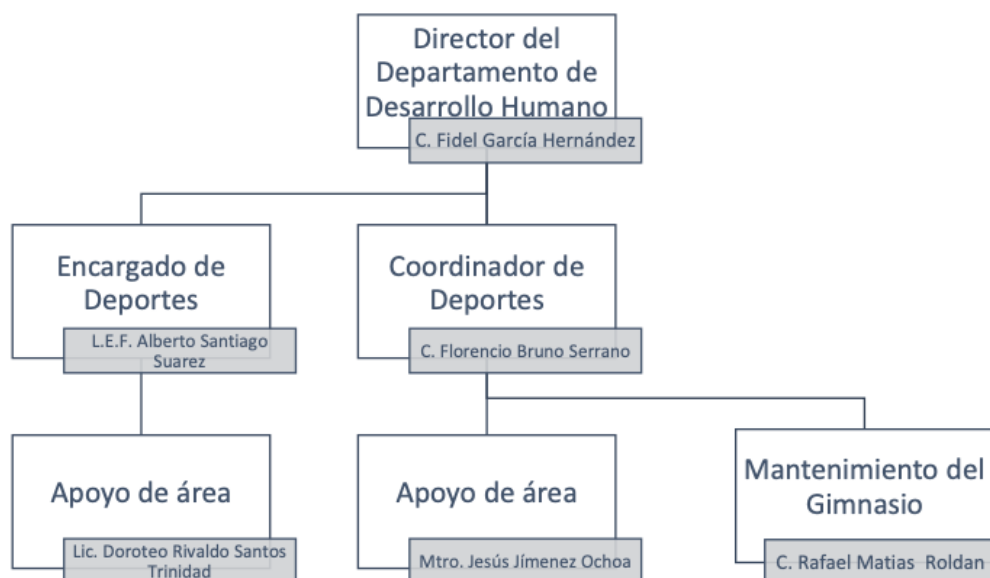 Director del
Departamento de
Desarrollo Humano
C. Fidel García Hernández
Encargado de
Deportes
L.E.F. Alberto Santiago
Suarez
Coordinador de
Deportes
C. Florencio Bruno Serrano
Apoyo de área
Lic. Doroteo Rivaldo Santos
Trinidad
Apoyo de área
Mtro. Jesús Jímenez Ochoa
Mantenimiento del
Gimnasio
C. Rafael Matias Roldan